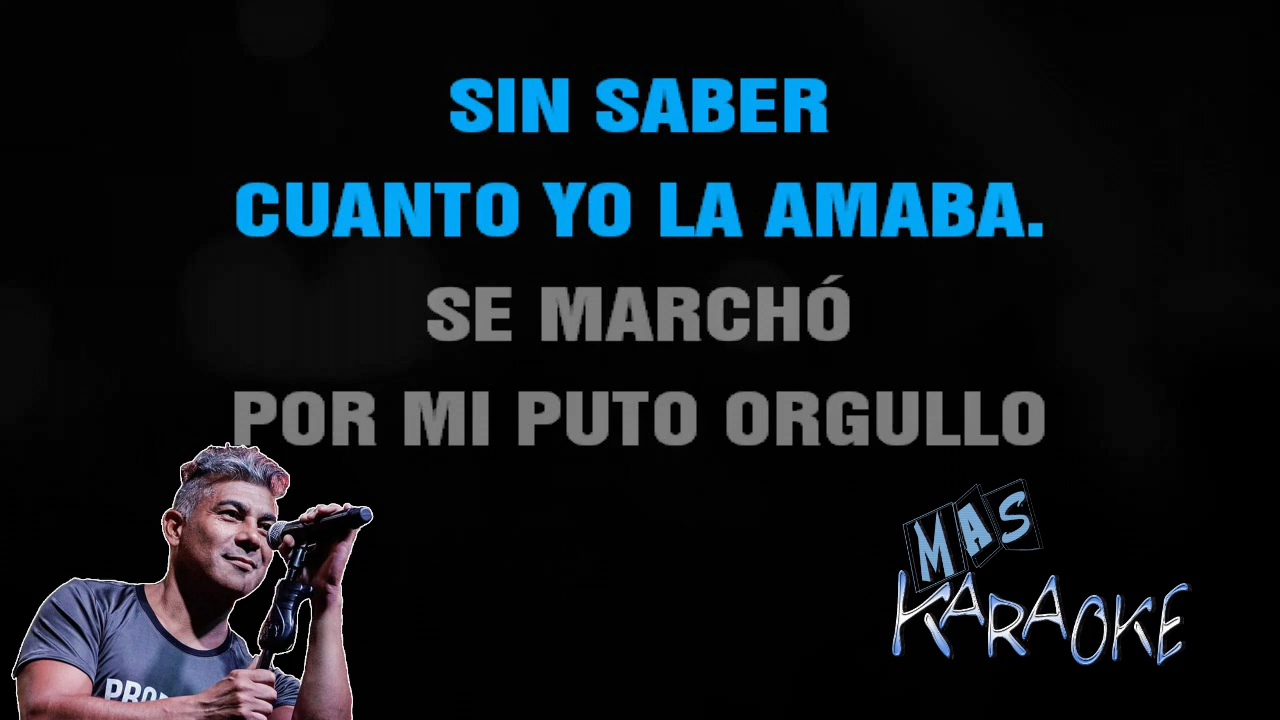 SIN SABER
CUANTO YO LA AMABA.
SE MARCHÓ
POR MI PUTO ORGULLO
MAS
KARAOKE